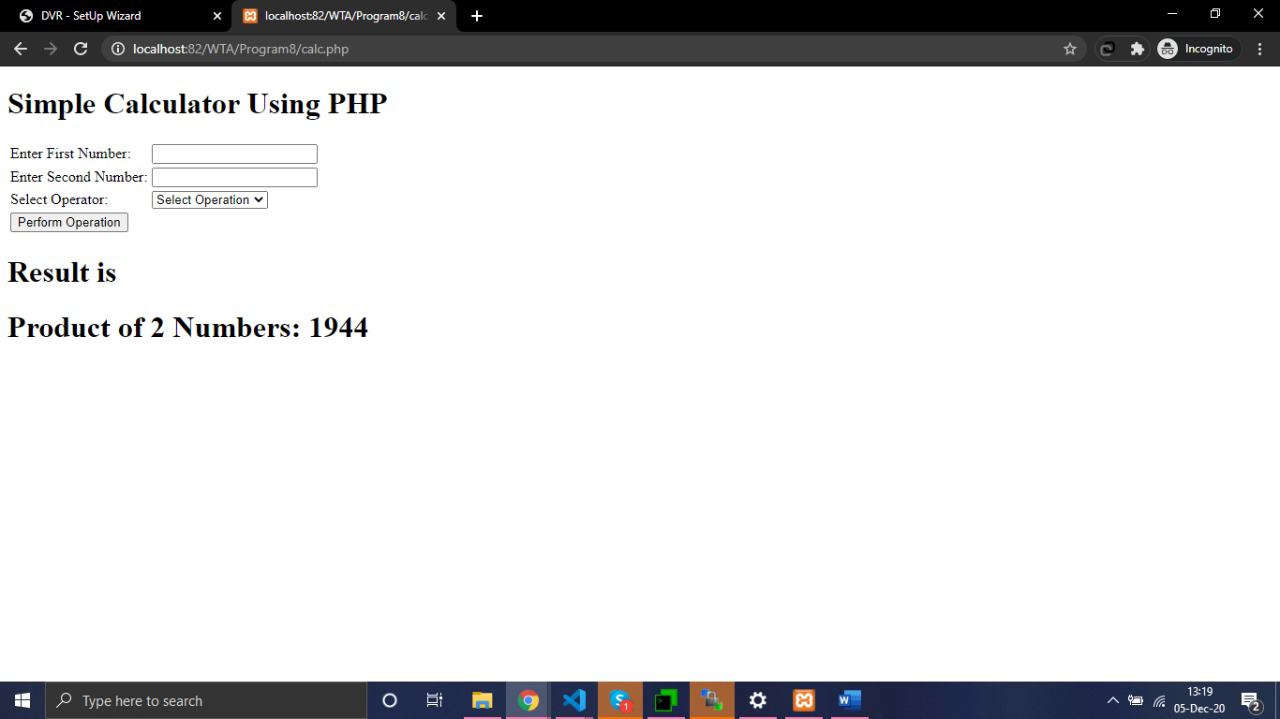 DVR - SetUp Wizard
localhost:82/WTA/Program8/calc
localhost:82/WTA/Program8/calc.php
Incognito
Simple Calculator Using PHP
Enter First Number:
Enter Second Number:
Select Operator: Select Operation
Perform Operation
Result is
Product of 2 Numbers: 1944
Type here to search
S 1
W
13:19
05-Dec-20
2